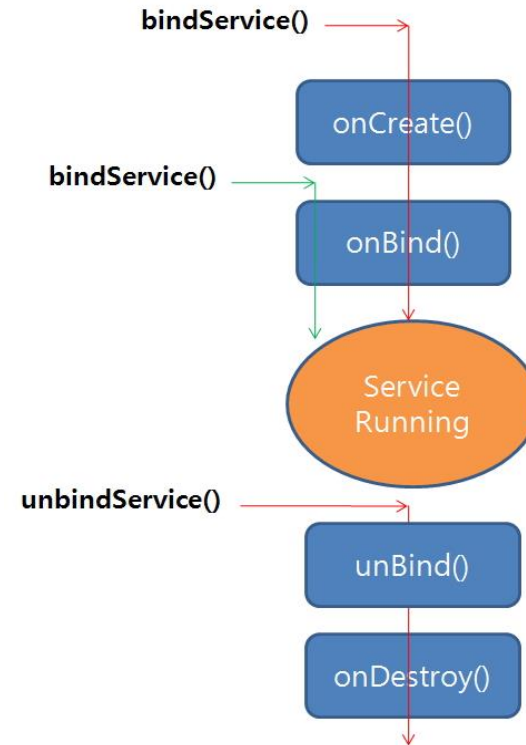 bindService()
onCreate()
bindService()
onBind()
Service
Running
unbindService()
unBind()
onDestroy()